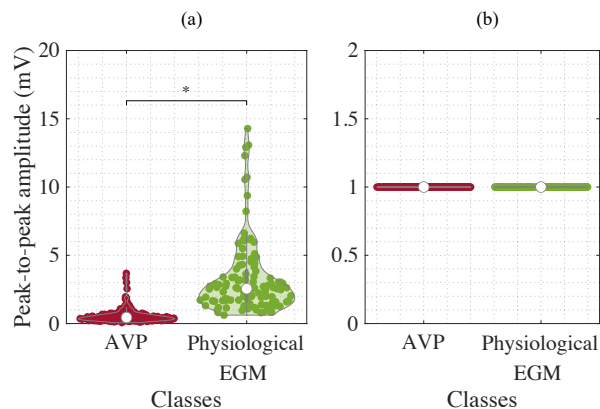 (a)
(b)
Peak-to-peak amplitude (mV)
20
15
10
5
0
*
AVP
Physiological
EGM
Classes
2
1.5
1
0.5
0
AVP
Physiological
EGM
Classes